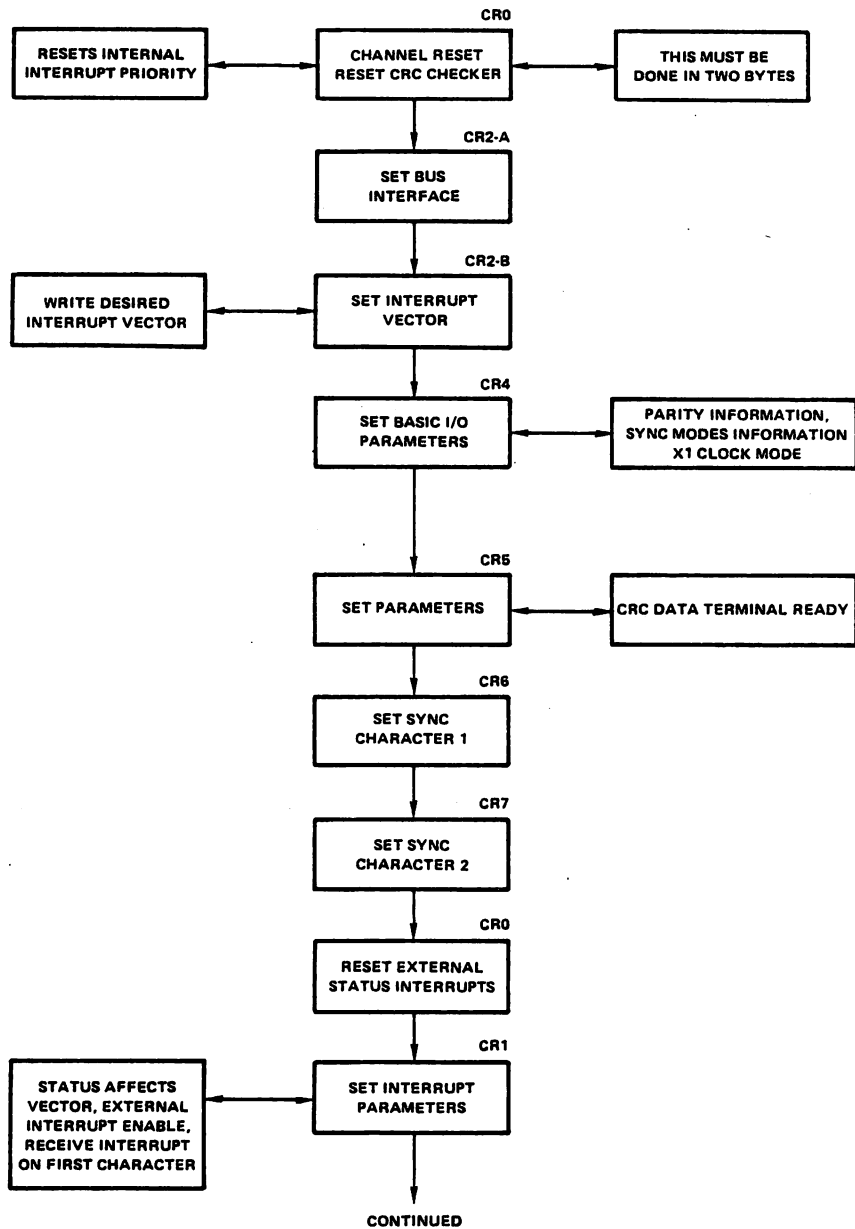 CR0
RESETS INTERNAL
INTERRUPT PRIORITY
CHANNEL RESET
RESET CRC CHECKER
THIS MUST BE
DONE IN TWO BYTES
CR2-A
SET BUS
INTERFACE
CR2-B
WRITE DESIRED
INTERRUPT VECTOR
SET INTERRUPT
VECTOR
CR4
SET BASIC I/O
PARAMETERS
PARITY INFORMATION,
SYNC MODES INFORMATION
X1 CLOCK MODE
CR5
SET PARAMETERS
CRC DATA TERMINAL READY
CR6
SET SYNC
CHARACTER 1
CR7
SET SYNC
CHARACTER 2
CR0
RESET EXTERNAL
STATUS INTERRUPTS
CR1
STATUS AFFECTS
VECTOR, EXTERNAL
INTERRUPT ENABLE,
RECEIVE INTERRUPT
ON FIRST CHARACTER
SET INTERRUPT
PARAMETERS
CONTINUED